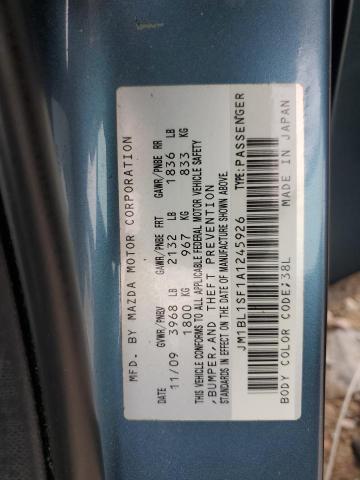 MFD. BY MAZDA MOTOR CORPORATION
DATE GVWR/PNBV GAWR/PNBE FRT GAWR/PNBE RR
11/09 3968 LB 2132 LB 1836 LB
1800 KG 967 KG 833 KG
THIS VEHICLE CONFORMS TO ALL APPLICABLE FEDERAL MOTOR VEHICLE SAFETY
,BUMPER,AND THEFT PREVENTION
STANDARDS IN EFFECT ON THE DATE OF MANUFACTURE SHOWN ABOVE.
JM1BL1SF1A1245926 TYPE:PASSENGER
BODY COLOR CODE;38L MADE IN JAPAN